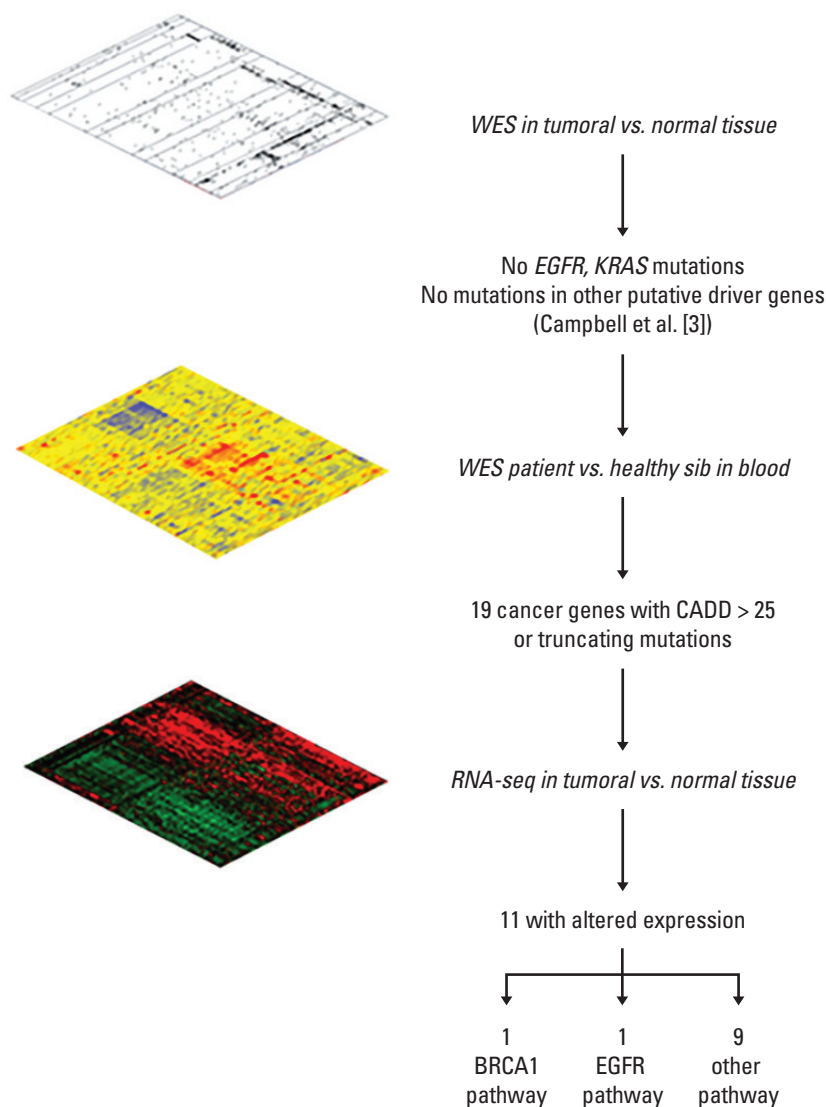 WES in tumoral vs. normal tissue
No EGFR, KRAS mutations
No mutations in other putative driver genes
(Campbell et al. [3])
WES patient vs. healthy sib in blood
19 cancer genes with CADD > 25
or truncating mutations
RNA-seq in tumoral vs. normal tissue
11 with altered expression
1
BRCA1
pathway
1
EGFR
pathway
9
other
pathway